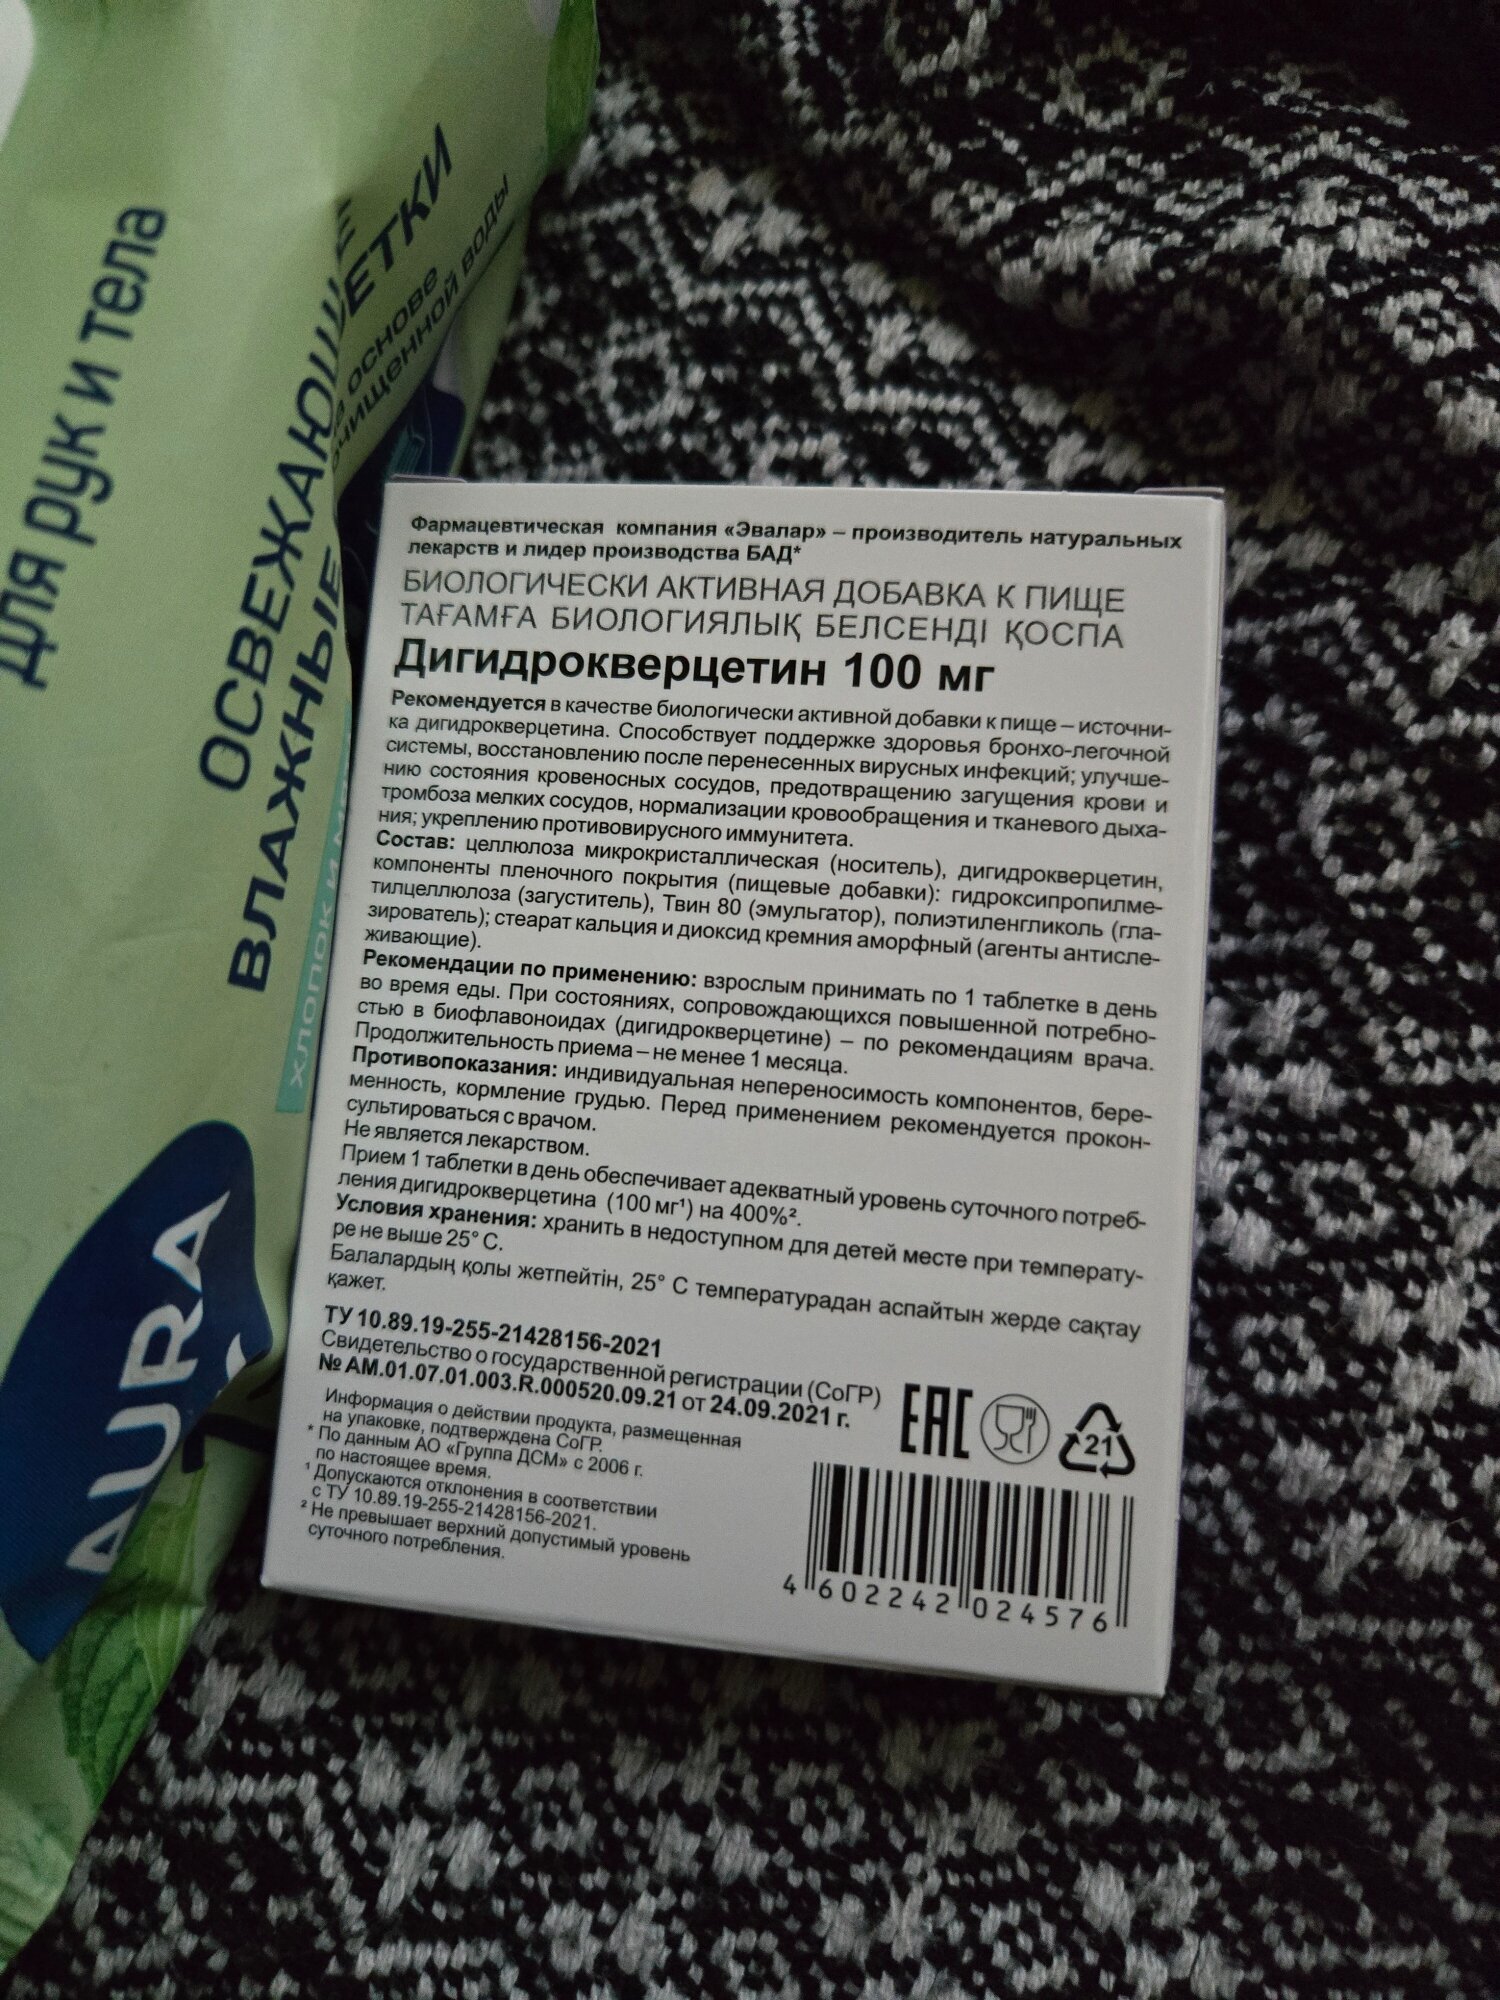 Для рук и тела
ОСВЕЖАЮЩИЕ
ВЛАЖНЫЕ
ЕТКИ
ОСНОВЕ
ОЧИЩЕННОЙ ВОДЫ
ХЛОПОК И
AURA
Фармацевтическая компания «Эвалар» – производитель натуральных
лекарств и лидер производства БАД*
БИОЛОГИЧЕСКИ АКТИВНАЯ ДОБАВКА К ПИЩЕ
ТАҒАМҒА БИОЛОГИЯЛЫҚ БЕЛСЕНДІ ҚОСПА
Дигидрокверцетин 100 мг
Рекомендуется в качестве биологически активной добавки к пище – источни-
ка дигидрокверцетина. Способствует поддержке здоровья бронхо-легочной
системы, восстановлению после перенесенных вирусных инфекций; улучше-
нию состояния кровеносных сосудов, предотвращению загущения крови и
тромбоза мелких сосудов, нормализации кровообращения и тканевого дыха-
ния; укреплению противовирусного иммунитета.
Состав: целлюлоза микрокристаллическая (носитель), дигидрокверцетин,
компоненты пленочного покрытия (пищевые добавки): гидроксипропилме-
тилцеллюлоза (загуститель), Твин 80 (эмульгатор), полиэтиленгликоль (гла-
зирователь); стеарат кальция и диоксид кремния аморфный (агенты антисле-
живающие).
Рекомендации по применению: взрослым принимать по 1 таблетке в день
во время еды. При состояниях, сопровождающихся повышенной потребно-
стью в биофлавоноидах (дигидрокверцетине) – по рекомендациям врача.
Продолжительность приема – не менее 1 месяца.
Противопоказания: индивидуальная непереносимость компонентов, бере-
менность, кормление грудью. Перед применением рекомендуется прокон-
сультироваться с врачом.
Не является лекарством.
Прием 1 таблетки в день обеспечивает адекватный уровень суточного потреб-
ления дигидрокверцетина (100 мг¹) на 400%².
Условия хранения: хранить в недоступном для детей месте при температу-
ре не выше 25° С.
Балалардың қолы жетпейтін, 25° С температурадан аспайтын жерде сақтау
қажет.
ТУ 10.89.19-255-21428156-2021
Свидетельство о государственной регистрации (СоГР)
№ AM.01.07.01.003.R.000520.09.21 от 24.09.2021 г.
Информация о действии продукта, размещенная
на упаковке, подтверждена СоГР.
* По данным АО «Группа ДСМ» с 2006 г.
по настоящее время.
¹ Допускаются отклонения в соответствии
с ТУ 10.89.19-255-21428156-2021.
² Не превышает верхний допустимый уровень
суточного потребления.
EAC
21
4 602242 024576